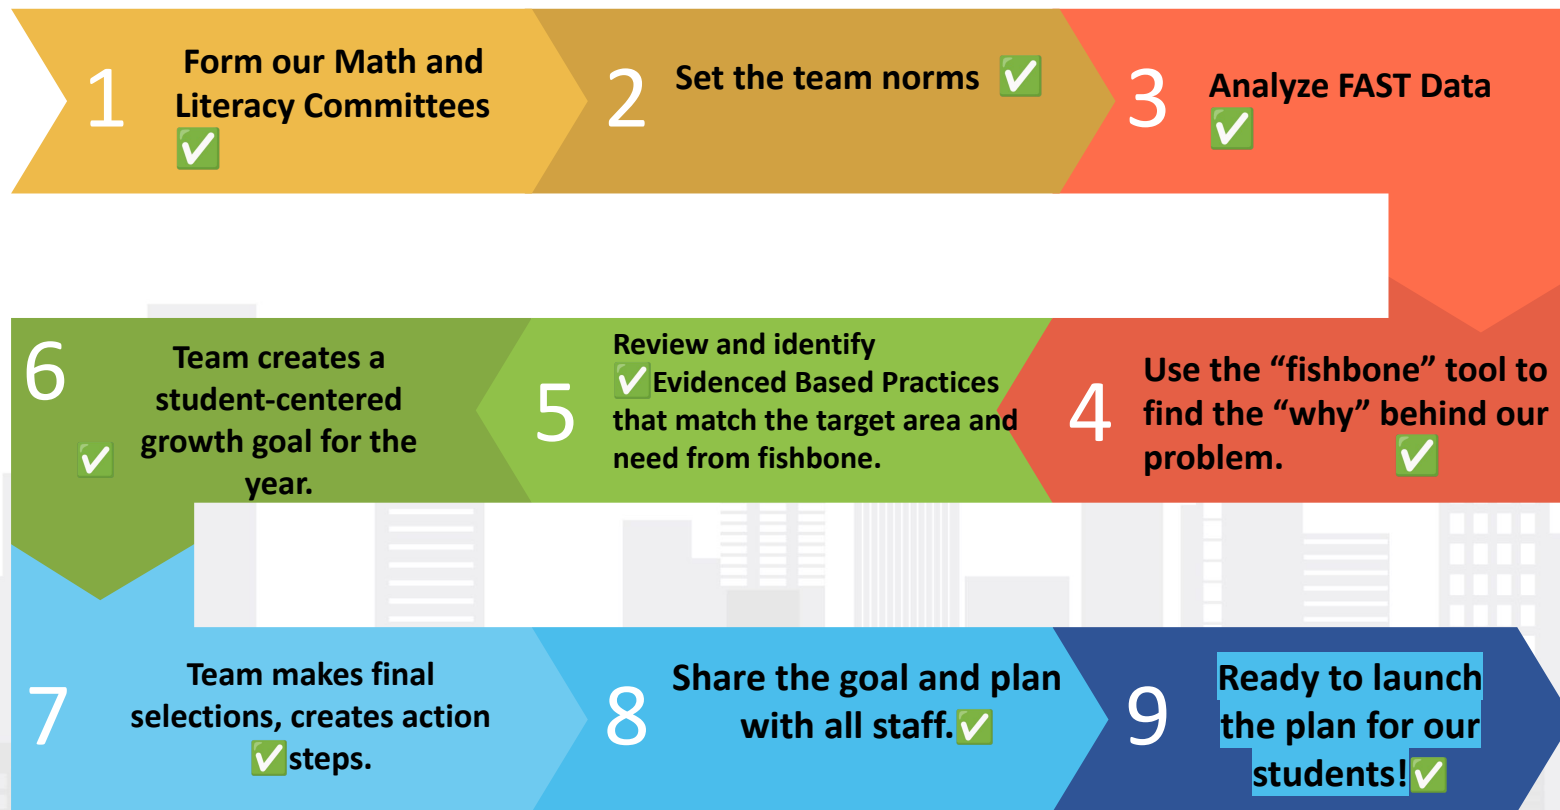 1
Form our Math and
Literacy Committees
✅
2
Set the team norms ✅
3
Analyze FAST Data
✅
4
Use the “fishbone” tool to
find the “why” behind our
problem. ✅
5
Review and identify
✅Evidenced Based Practices
that match the target area and
need from fishbone.
6
Team creates a
student-centered
growth goal for the
✅
year.
7
Team makes final
selections, creates action
✅steps.
8
Share the goal and plan
with all staff.✅
9
Ready to launch
the plan for our
students!✅